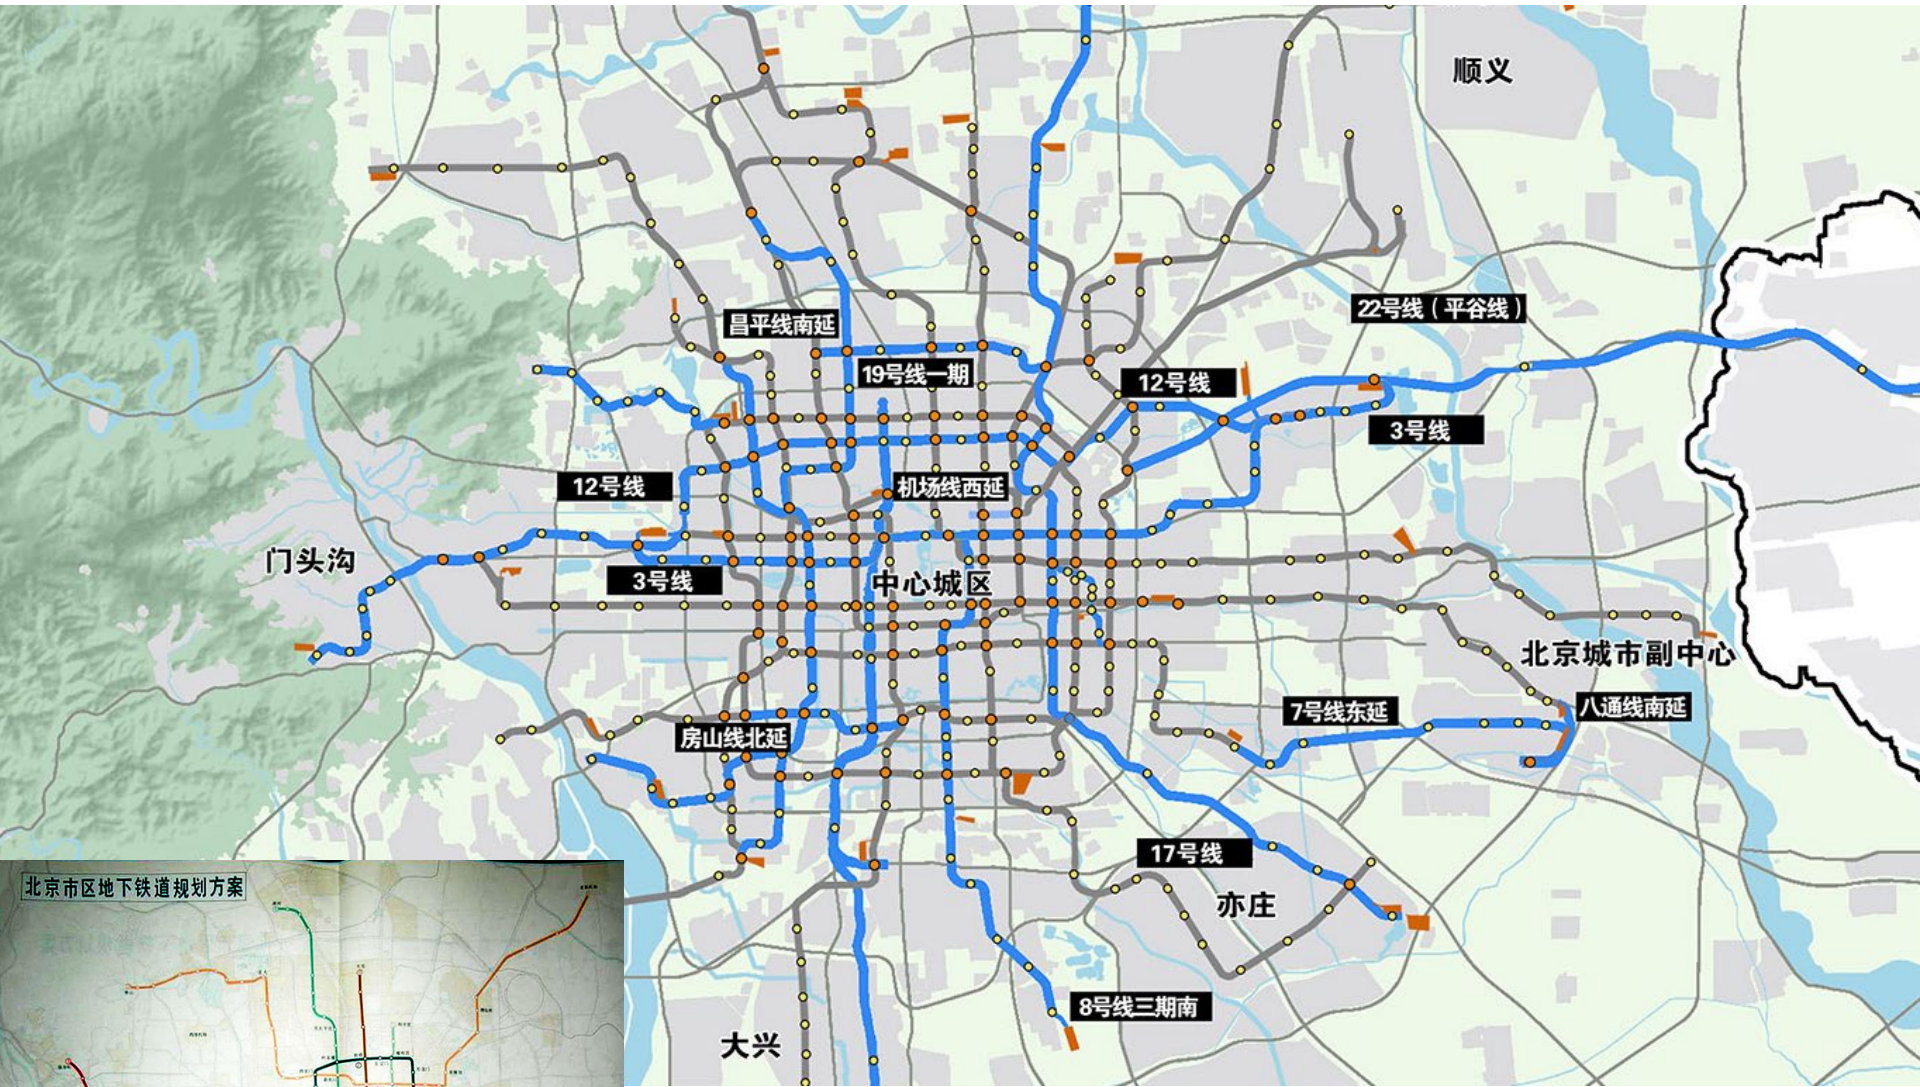 顺义
22号线（平谷线）
昌平线南延
19号线一期
12号线
3号线
12号线
机场线西延
门头沟
3号线
中心城区
北京城市副中心
八通线南延
7号线东延
房山线北延
17号线
亦庄
北京市区地下铁道规划方案
8号线三期南
大兴